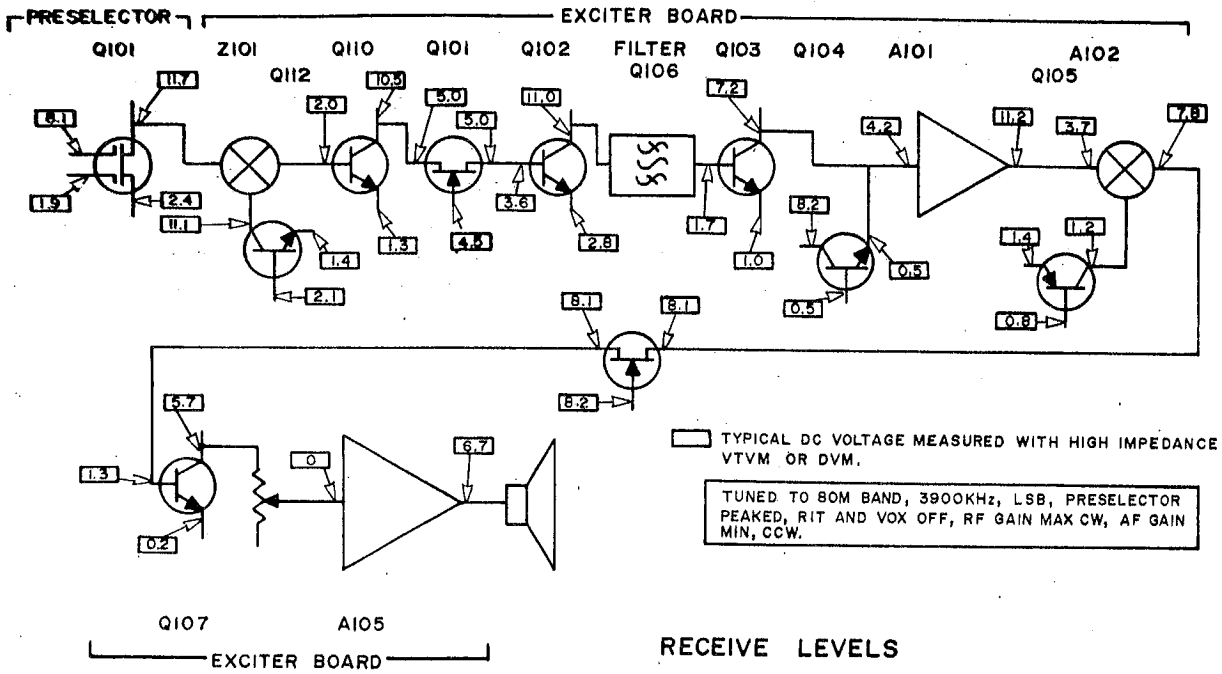 PRESELECTOR EXCITER BOARD
Q101 Z101 Q110 Q101 Q102 FILTER Q103 Q104 A101 A102
Q112 Q106 Q105
11.7 10.5 7.2
8.1 2.0 5.0 5.0 11.0 4.2 11.2 3.7 7.8
1.9 2.4 3.6 1.7
11.1 1.3 4.5 2.8 1.0 8.2 1.4 1.2
1.4 0.5
2.1 0.5 0.8
8.1 8.1
8.2
5.7
1.3 0 6.7
0.2
TYPICAL DC VOLTAGE MEASURED WITH HIGH IMPEDANCE
VTVM OR DVM.
TUNED TO 80M BAND, 3900KHz, LSB, PRESELECTOR
PEAKED, RIT AND VOX OFF, RF GAIN MAX CW, AF GAIN
MIN, CCW.
Q107 A105
EXCITER BOARD
RECEIVE LEVELS